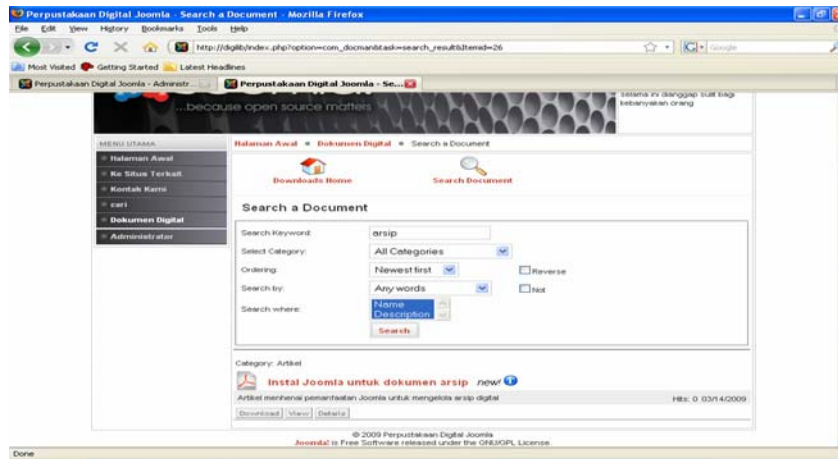 Perpustakaan Digital Joomla - Search a Document - Mozilla Firefox
File Edit View History Bookmarks Tools Help
http://digilib/index.php?option=com_docman&task=search_result&Itemid=26
Google
Most Visited Getting Started Latest Headlines
Perpustakaan Digital Joomla - Administr...
Perpustakaan Digital Joomla - Se...
...because open source matters
selama ini dianggap sulit bagi
kebanyakan orang
MENU UTAMA
Halaman Awal
Ke Situs Terkait
Kontak Kami
cari
Dokumen Digital
Administrator
Halaman Awal Dokumen Digital Search a Document
Downloads Home Search Document
Search a Document
Search Keyword: arsip
Select Category: All Categories
Ordering: Newest first Reverse
Search by: Any words Not
Search where: Name
Description
Search
Category: Artikel
Instal Joomla untuk dokumen arsip new!
Artikel menhenai pemanfaatan Joomla untuk mengelola arsip digital Hits: 0 03/14/2009
Download View Details
© 2009 Perpustakaan Digital Joomla
Joomla! is Free Software released under the GNU/GPL License.
Done